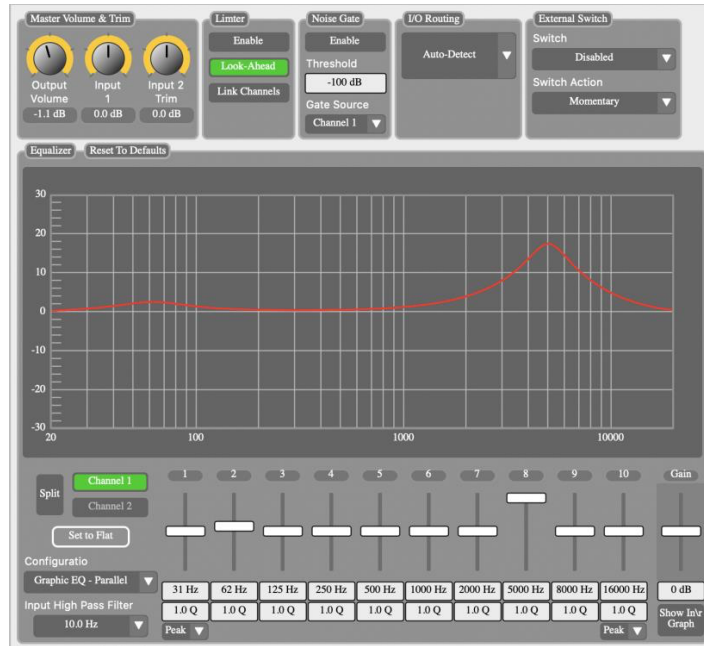 Master Volume & Trim
Output
Volume
-1.1 dB
Input
1
0.0 dB
Input 2
Trim
0.0 dB
Limter
Enable
Look-Ahead
Link Channels
Noise Gate
Enable
Threshold
-100 dB
Gate Source
Channel 1
I/O Routing
Auto-Detect
External Switch
Switch
Disabled
Switch Action
Momentary
Equalizer Reset To Defaults
30
20
10
0
-10
-20
-30
20 100 1000 10000
Split
Channel 1
Channel 2
Set to Flat
Configuratio
Graphic EQ - Parallel
Input High Pass Filter
10.0 Hz
1 2 3 4 5 6 7 8 9 10 Gain
31 Hz 62 Hz 125 Hz 250 Hz 500 Hz 1000 Hz 2000 Hz 5000 Hz 8000 Hz 16000 Hz 0 dB
1.0 Q 1.0 Q 1.0 Q 1.0 Q 1.0 Q 1.0 Q 1.0 Q 1.0 Q 1.0 Q 1.0 Q
Peak Peak
Show In\r
Graph